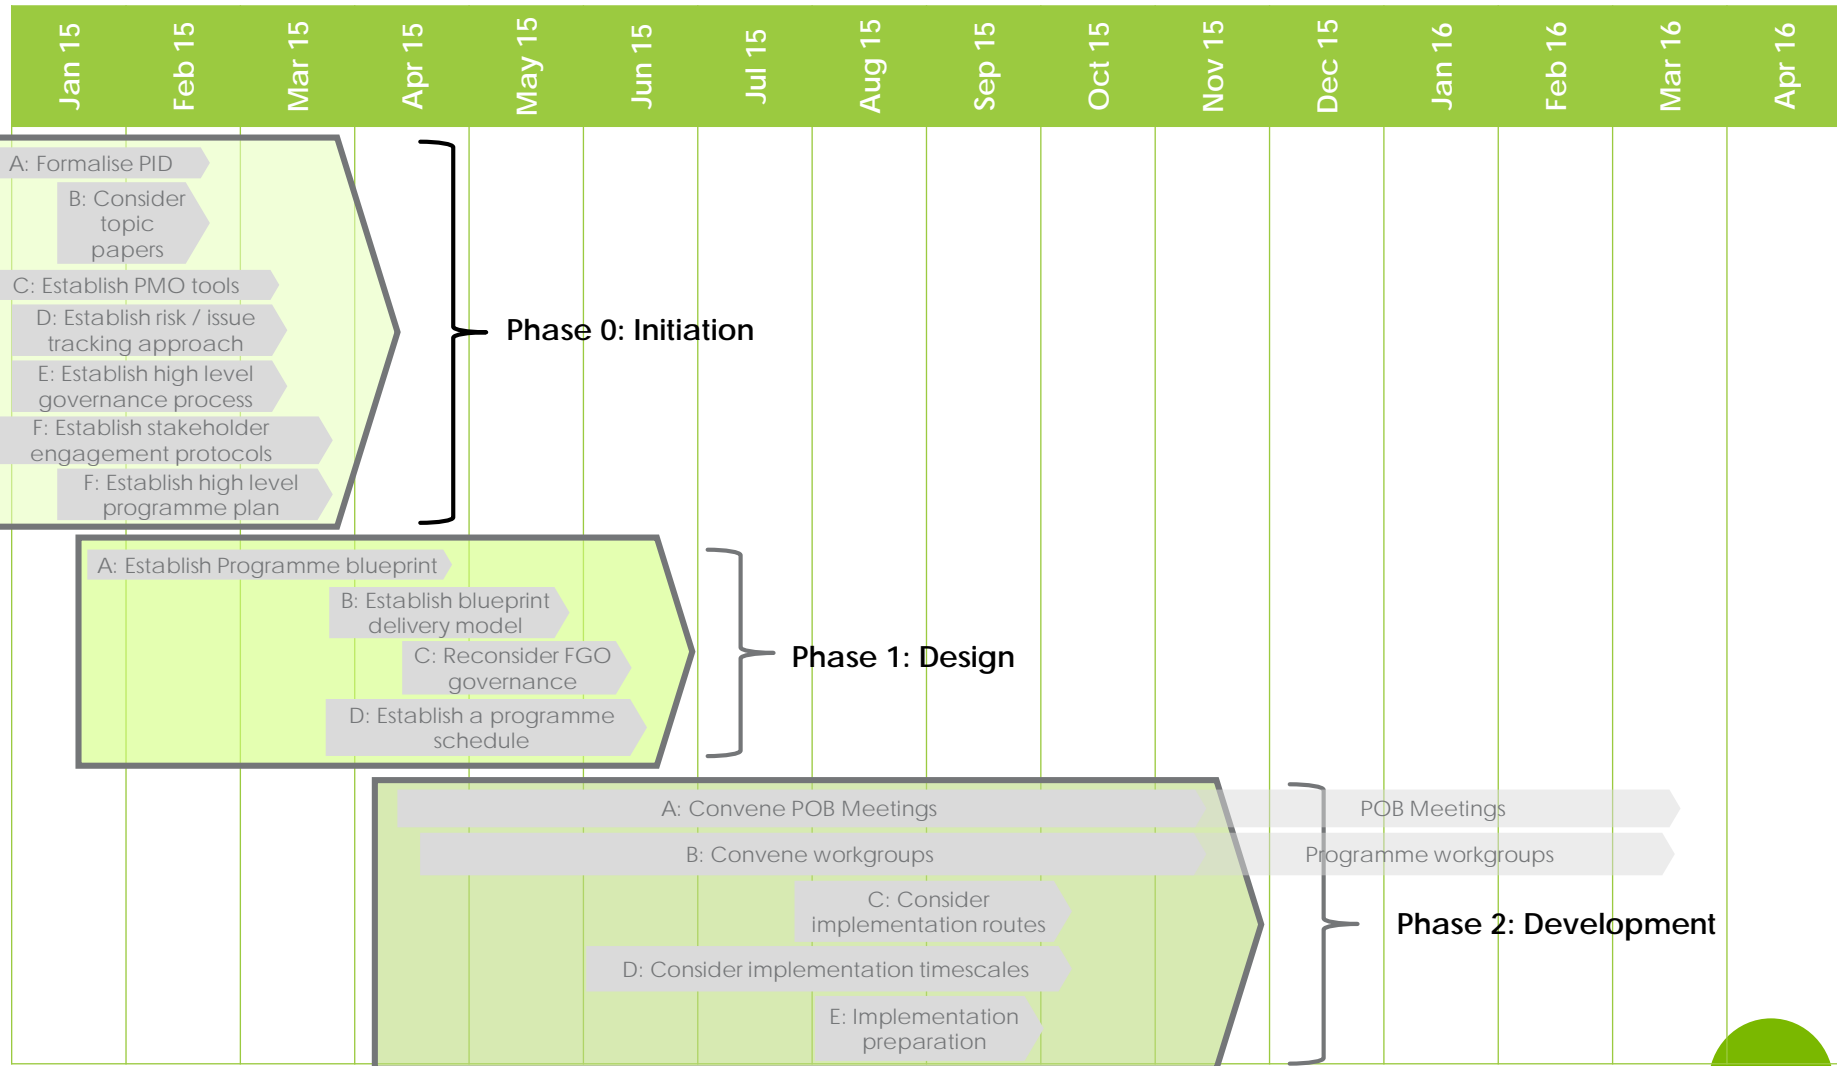 Jan 15
Feb 15
Mar 15
Apr 15
May 15
Jun 15
Jul 15
Aug 15
Sep 15
Oct 15
Nov 15
Dec 15
Jan 16
Feb 16
Mar 16
Apr 16
A: Formalise PID
B: Consider
topic
papers
C: Establish PMO tools
D: Establish risk / issue
tracking approach
E: Establish high level
governance process
F: Establish stakeholder
engagement protocols
F: Establish high level
programme plan
Phase 0: Initiation
A: Establish Programme blueprint
B: Establish blueprint
delivery model
C: Reconsider FGO
governance
D: Establish a programme
schedule
Phase 1: Design
A: Convene POB Meetings
POB Meetings
B: Convene workgroups
Programme workgroups
C: Consider
implementation routes
D: Consider implementation timescales
E: Implementation
preparation
Phase 2: Development